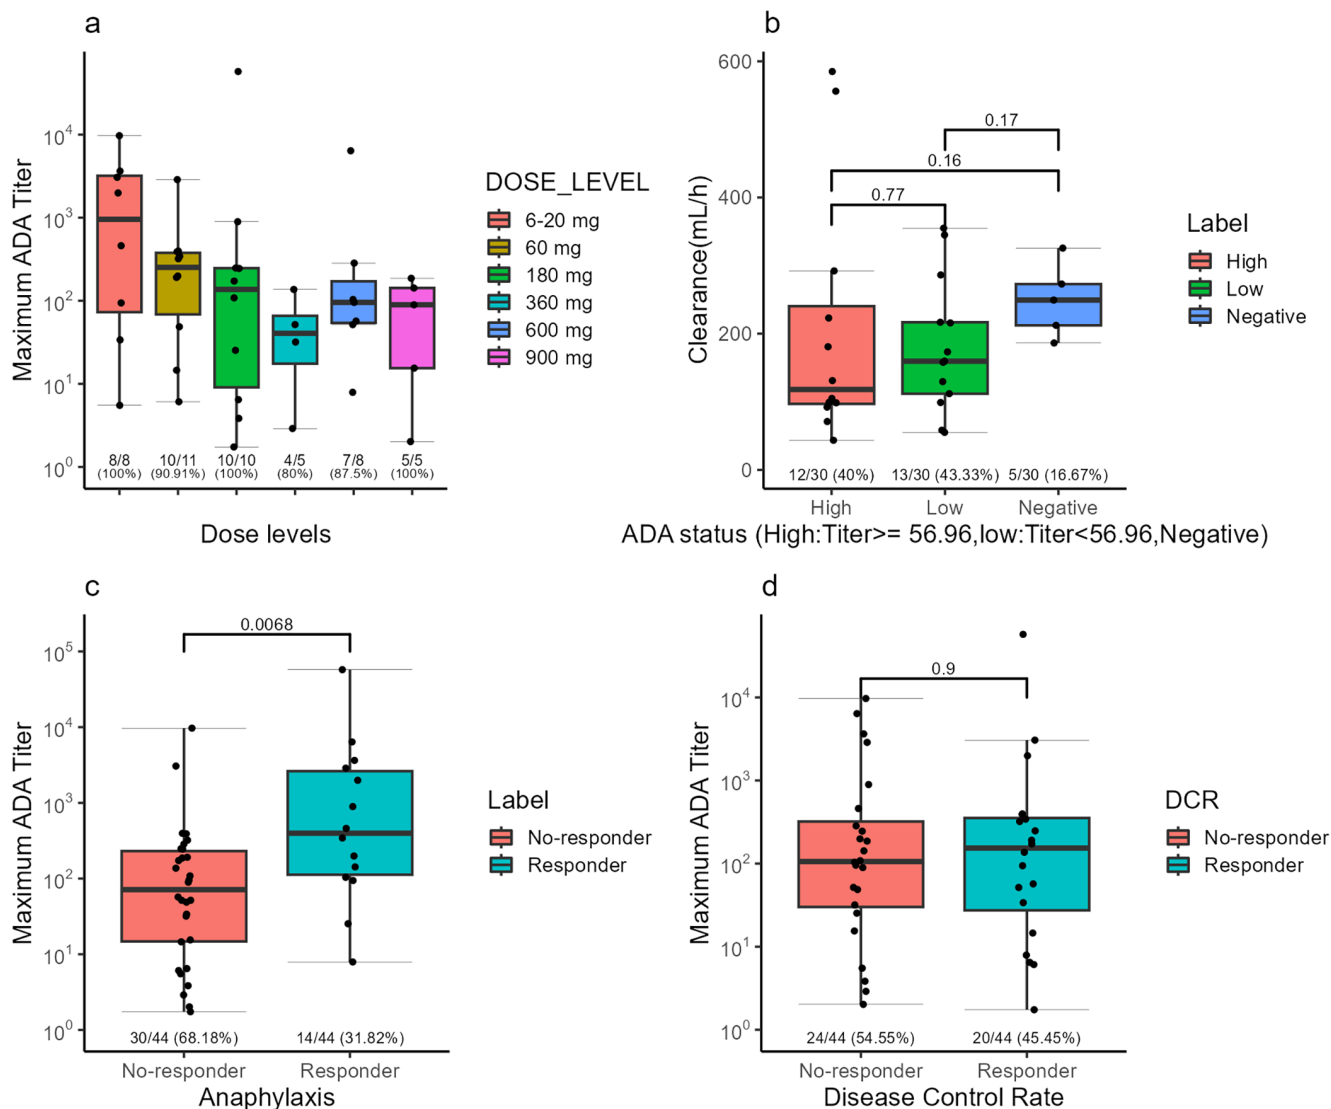 a
Maximum ADA Titer
10^4
10^3
10^2
10^1
10^0
8/8
(100%)
10/11
(90.91%)
10/10
(100%)
4/5
(80%)
7/8
(87.5%)
5/5
(100%)
Dose levels
DOSE_LEVEL
6-20 mg
60 mg
180 mg
360 mg
600 mg
900 mg
b
Clearance(mL/h)
600
400
200
0
0.17
0.16
0.77
12/30 (40%)
13/30 (43.33%)
5/30 (16.67%)
High
Low
Negative
ADA status (High:Titer>= 56.96,low:Titer<56.96,Negative)
Label
High
Low
Negative
c
Maximum ADA Titer
10^5
10^4
10^3
10^2
10^1
10^0
0.0068
30/44 (68.18%)
14/44 (31.82%)
No-responder
Responder
Anaphylaxis
Label
No-responder
Responder
d
Maximum ADA Titer
10^4
10^3
10^2
10^1
10^0
0.9
24/44 (54.55%)
20/44 (45.45%)
No-responder
Responder
Disease Control Rate
DCR
No-responder
Responder